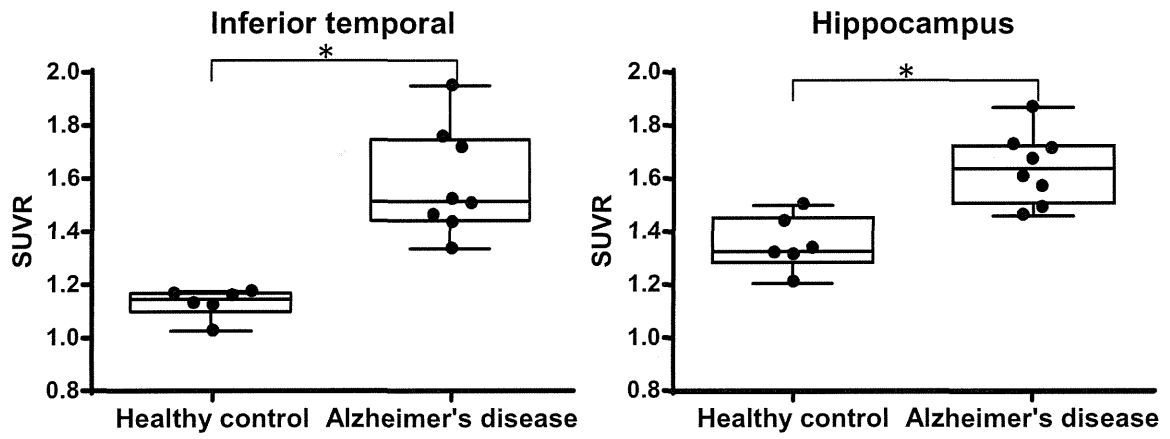 Inferior temporal
*
SUVR
2.0
1.8
1.6
1.4
1.2
1.0
0.8
Healthy control Alzheimer's disease
Hippocampus
*
SUVR
2.0
1.8
1.6
1.4
1.2
1.0
0.8
Healthy control Alzheimer's disease